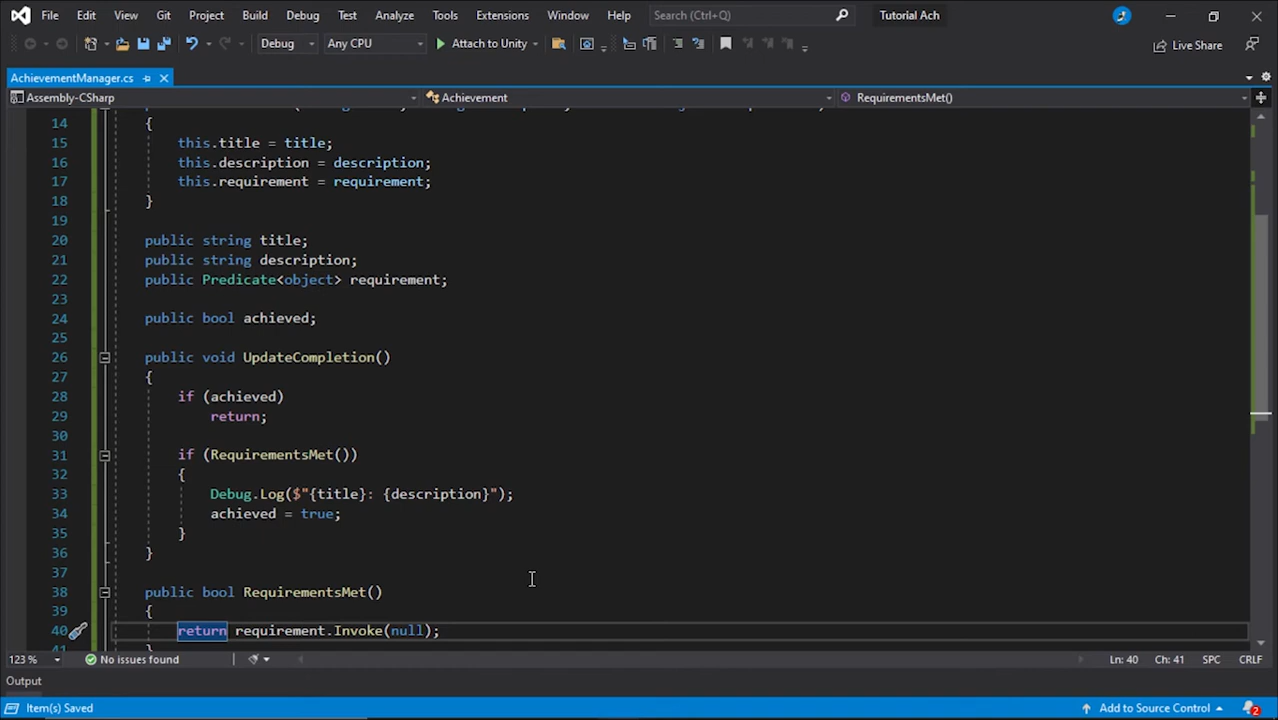 File Edit View Git Project Build Debug Test Analyze Tools Extensions Window Help Search (Ctrl+Q) Tutorial Ach
Debug Any CPU Attach to Unity Live Share
AchievementManager.cs
Assembly-CSharp Achievement RequirementsMet()
14 {
15 this.title = title;
16 this.description = description;
17 this.requirement = requirement;
18 }
19
20 public string title;
21 public string description;
22 public Predicate<object> requirement;
23
24 public bool achieved;
25
26 public void UpdateCompletion()
27 {
28 if (achieved)
29 return;
30
31 if (RequirementsMet())
32 {
33 Debug.Log($"{title}: {description}");
34 achieved = true;
35 }
36 }
37
38 public bool RequirementsMet()
39 {
40 return requirement.Invoke(null);
41 }
123 % No issues found Ln: 40 Ch: 41 SPC CRLF
Output
Item(s) Saved Add to Source Control 2